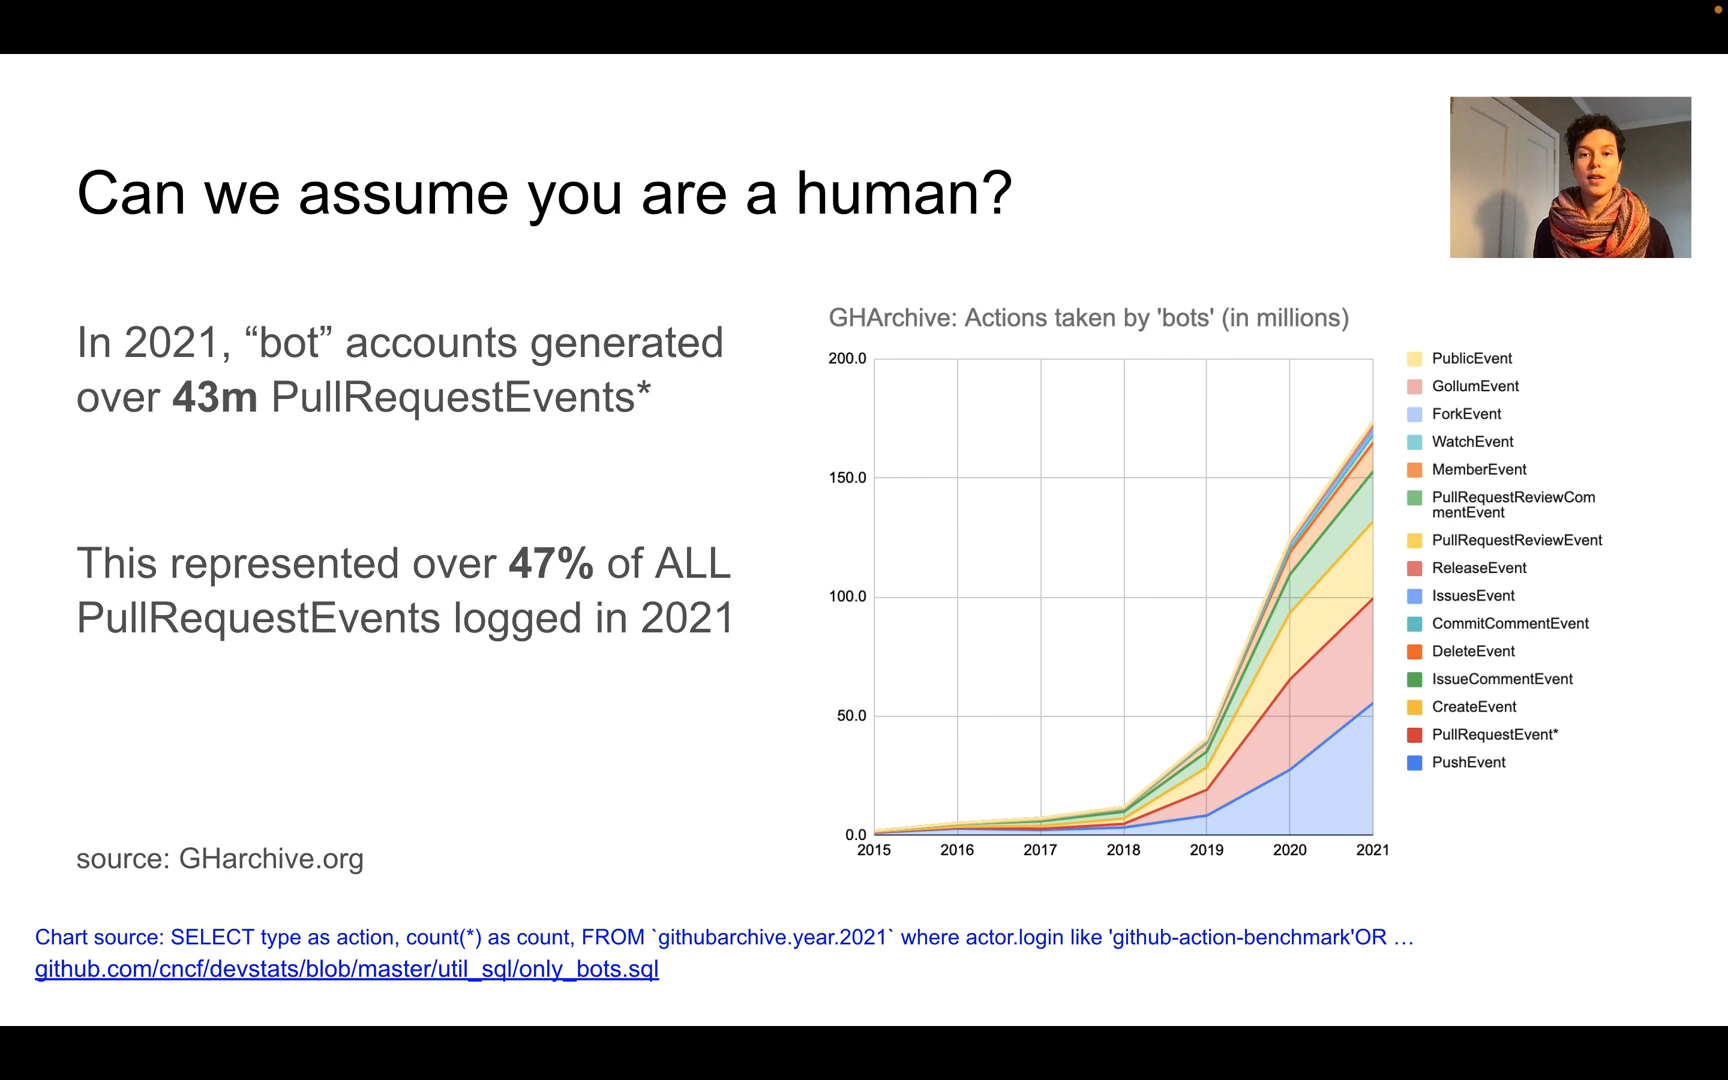 Can we assume you are a human?
In 2021, “bot” accounts generated
over 43m PullRequestEvents*
This represented over 47% of ALL
PullRequestEvents logged in 2021
source: GHarchive.org
GHArchive: Actions taken by 'bots' (in millions)
200.0
150.0
100.0
50.0
0.0
2015 2016 2017 2018 2019 2020 2021
PublicEvent
GollumEvent
ForkEvent
WatchEvent
MemberEvent
PullRequestReviewCom
mentEvent
PullRequestReviewEvent
ReleaseEvent
IssuesEvent
CommitCommentEvent
DeleteEvent
IssueCommentEvent
CreateEvent
PullRequestEvent*
PushEvent
Chart source: SELECT type as action, count(*) as count, FROM `githubarchive.year.2021` where actor.login like 'github-action-benchmark'OR …
github.com/cncf/devstats/blob/master/util_sql/only_bots.sql